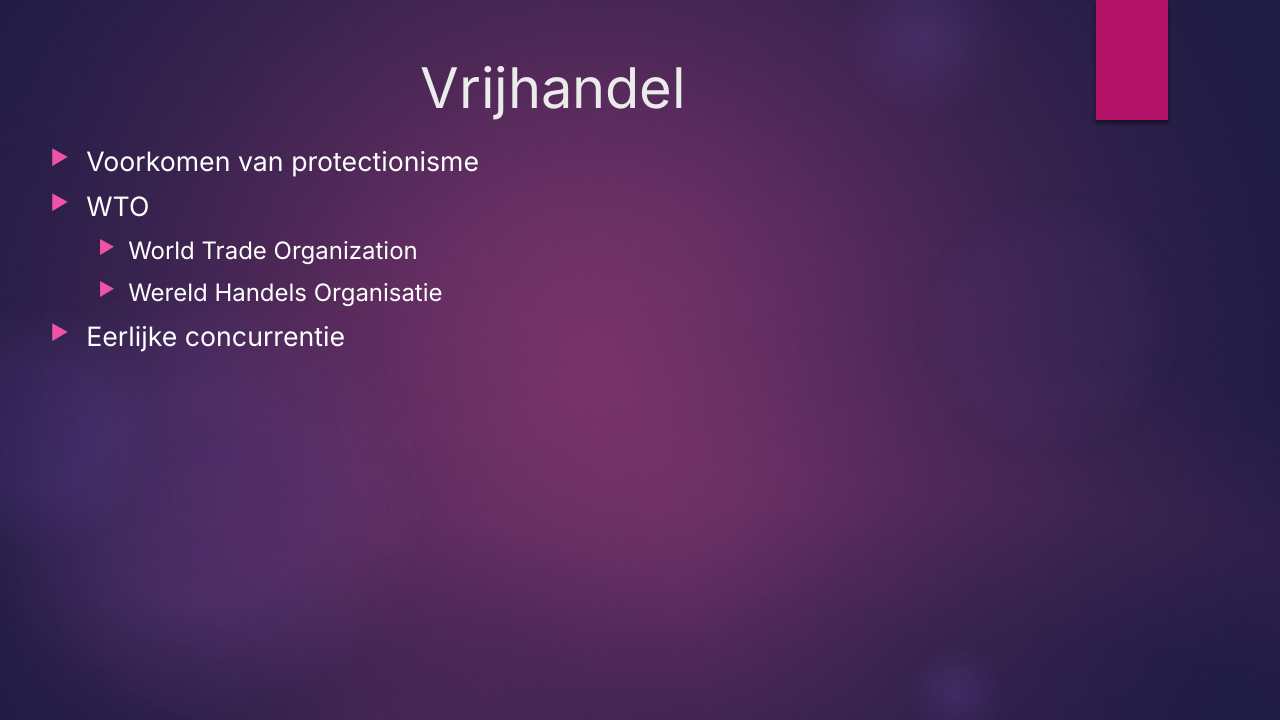 Vrijhandel
Voorkomen van protectionisme
WTO
World Trade Organization
Wereld Handels Organisatie
Eerlijke concurrentie